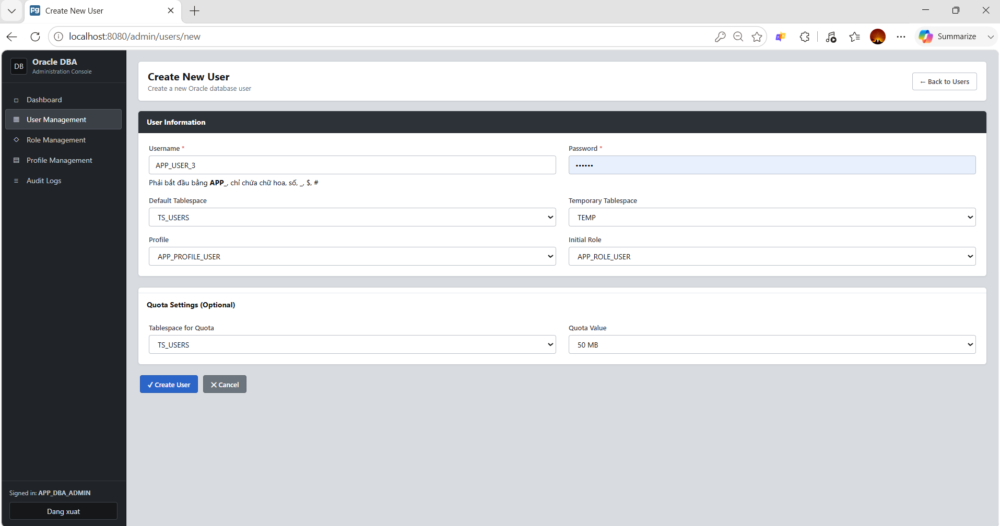 Create New User
localhost:8080/admin/users/new
Summarize
DB
Oracle DBA
Administration Console
Dashboard
User Management
Role Management
Profile Management
Audit Logs
Signed in: APP_DBA_ADMIN
Dang xuat
Create New User
Create a new Oracle database user
← Back to Users
User Information
Username *
Password *
APP_USER_3
••••••
Phải bắt đầu bằng APP_, chỉ chứa chữ hoa, số, _, $, #
Default Tablespace
Temporary Tablespace
TS_USERS
TEMP
Profile
Initial Role
APP_PROFILE_USER
APP_ROLE_USER
Quota Settings (Optional)
Tablespace for Quota
Quota Value
TS_USERS
50 MB
✓ Create User
✕ Cancel